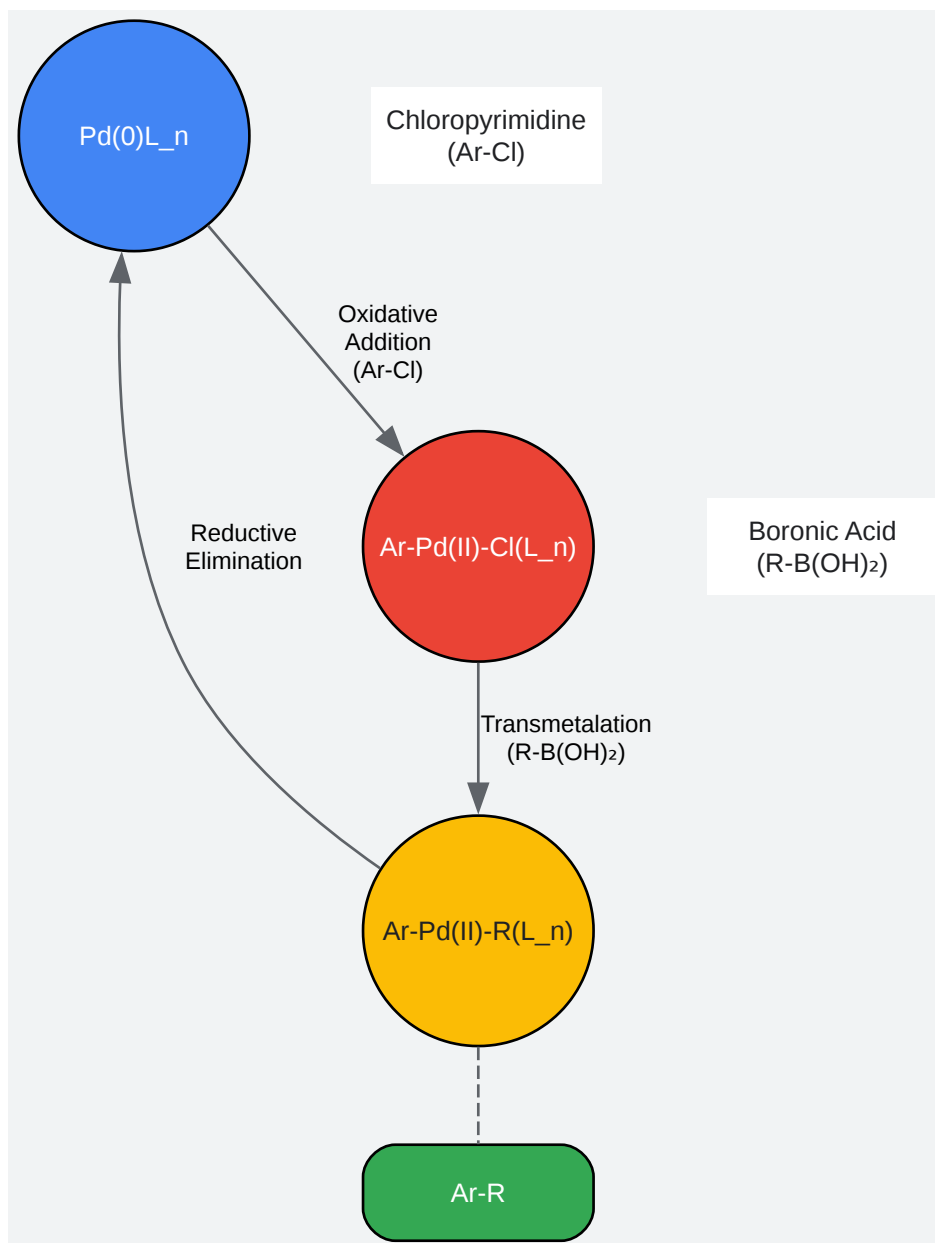 Pd(0)L_n
Chloropyrimidine
(Ar-Cl)
Oxidative
Addition
(Ar-Cl)
Reductive
Elimination
Ar-Pd(II)-Cl(L_n)
Boronic Acid
(R-B(OH)₂)
Transmetalation
(R-B(OH)₂)
Ar-Pd(II)-R(L_n)
Ar-R